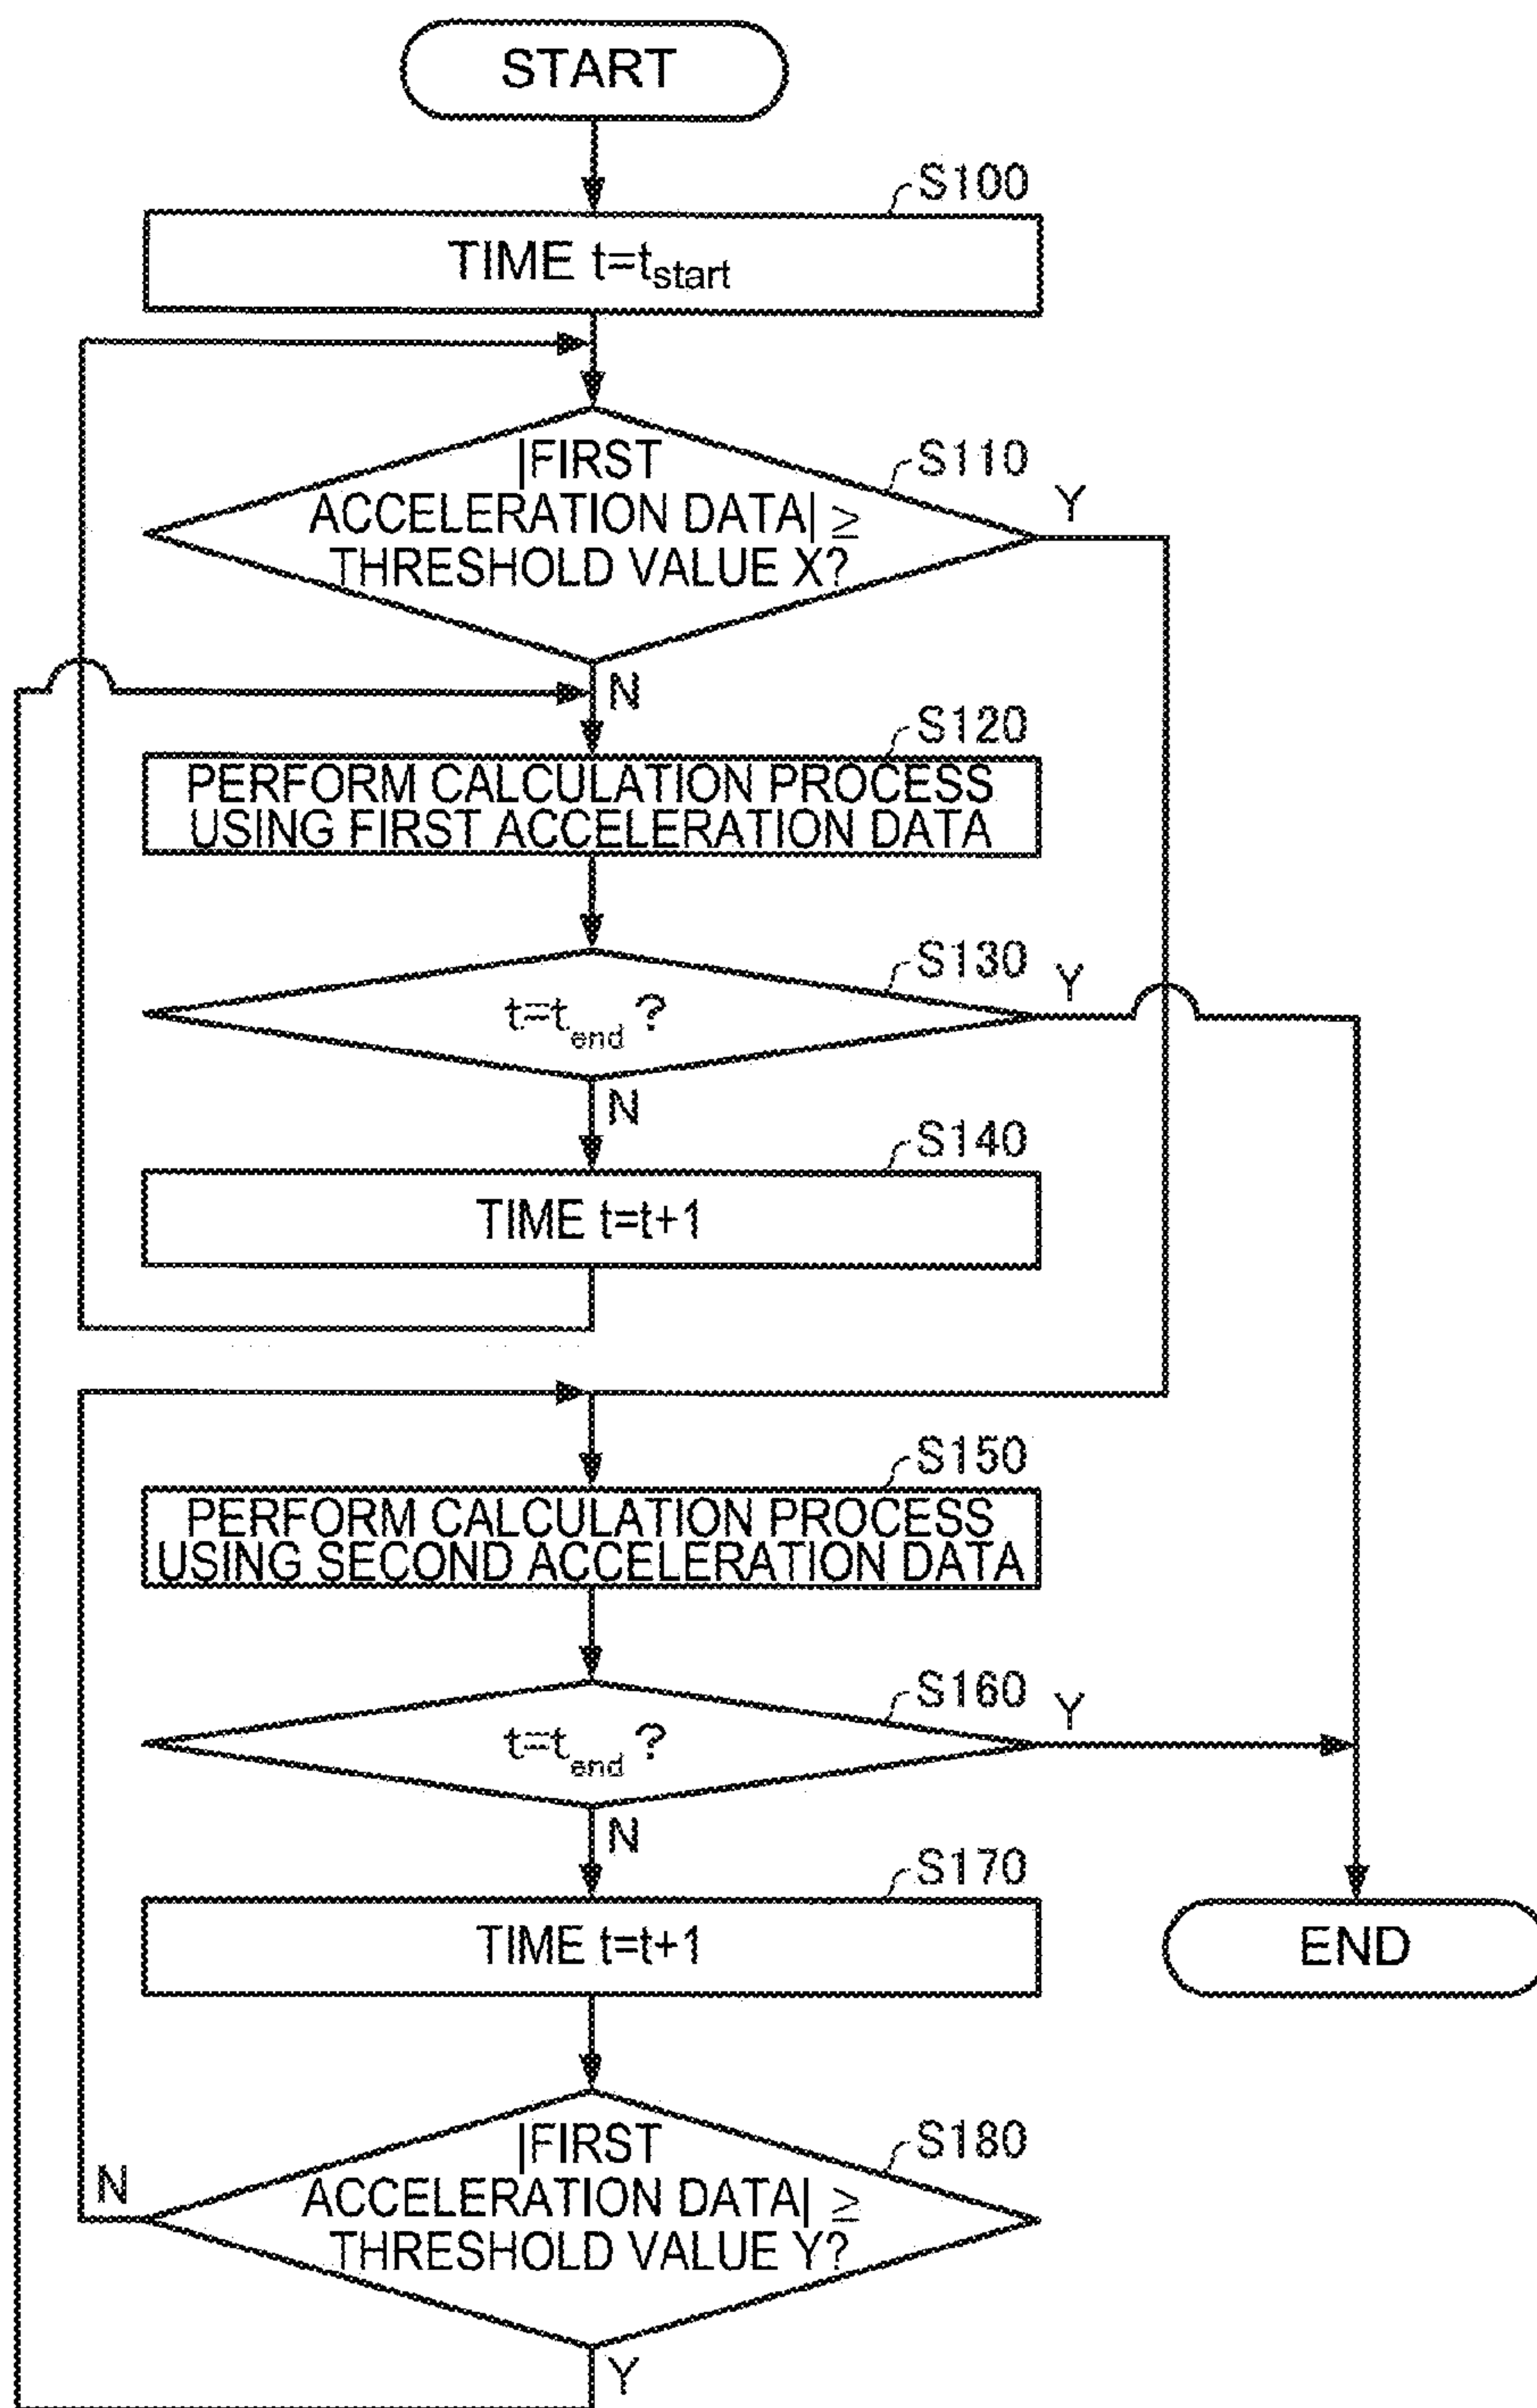 START
S100
TIME t=tstart
S110
|FIRST
ACCELERATION DATA| ≥
THRESHOLD VALUE X?
Y
N
S120
PERFORM CALCULATION PROCESS
USING FIRST ACCELERATION DATA
S130
t=tend ?
Y
N
S140
TIME t=t+1
S150
PERFORM CALCULATION PROCESS
USING SECOND ACCELERATION DATA
S160
t=tend ?
Y
N
S170
TIME t=t+1
END
S180
|FIRST
ACCELERATION DATA| ≥
THRESHOLD VALUE Y?
N
Y